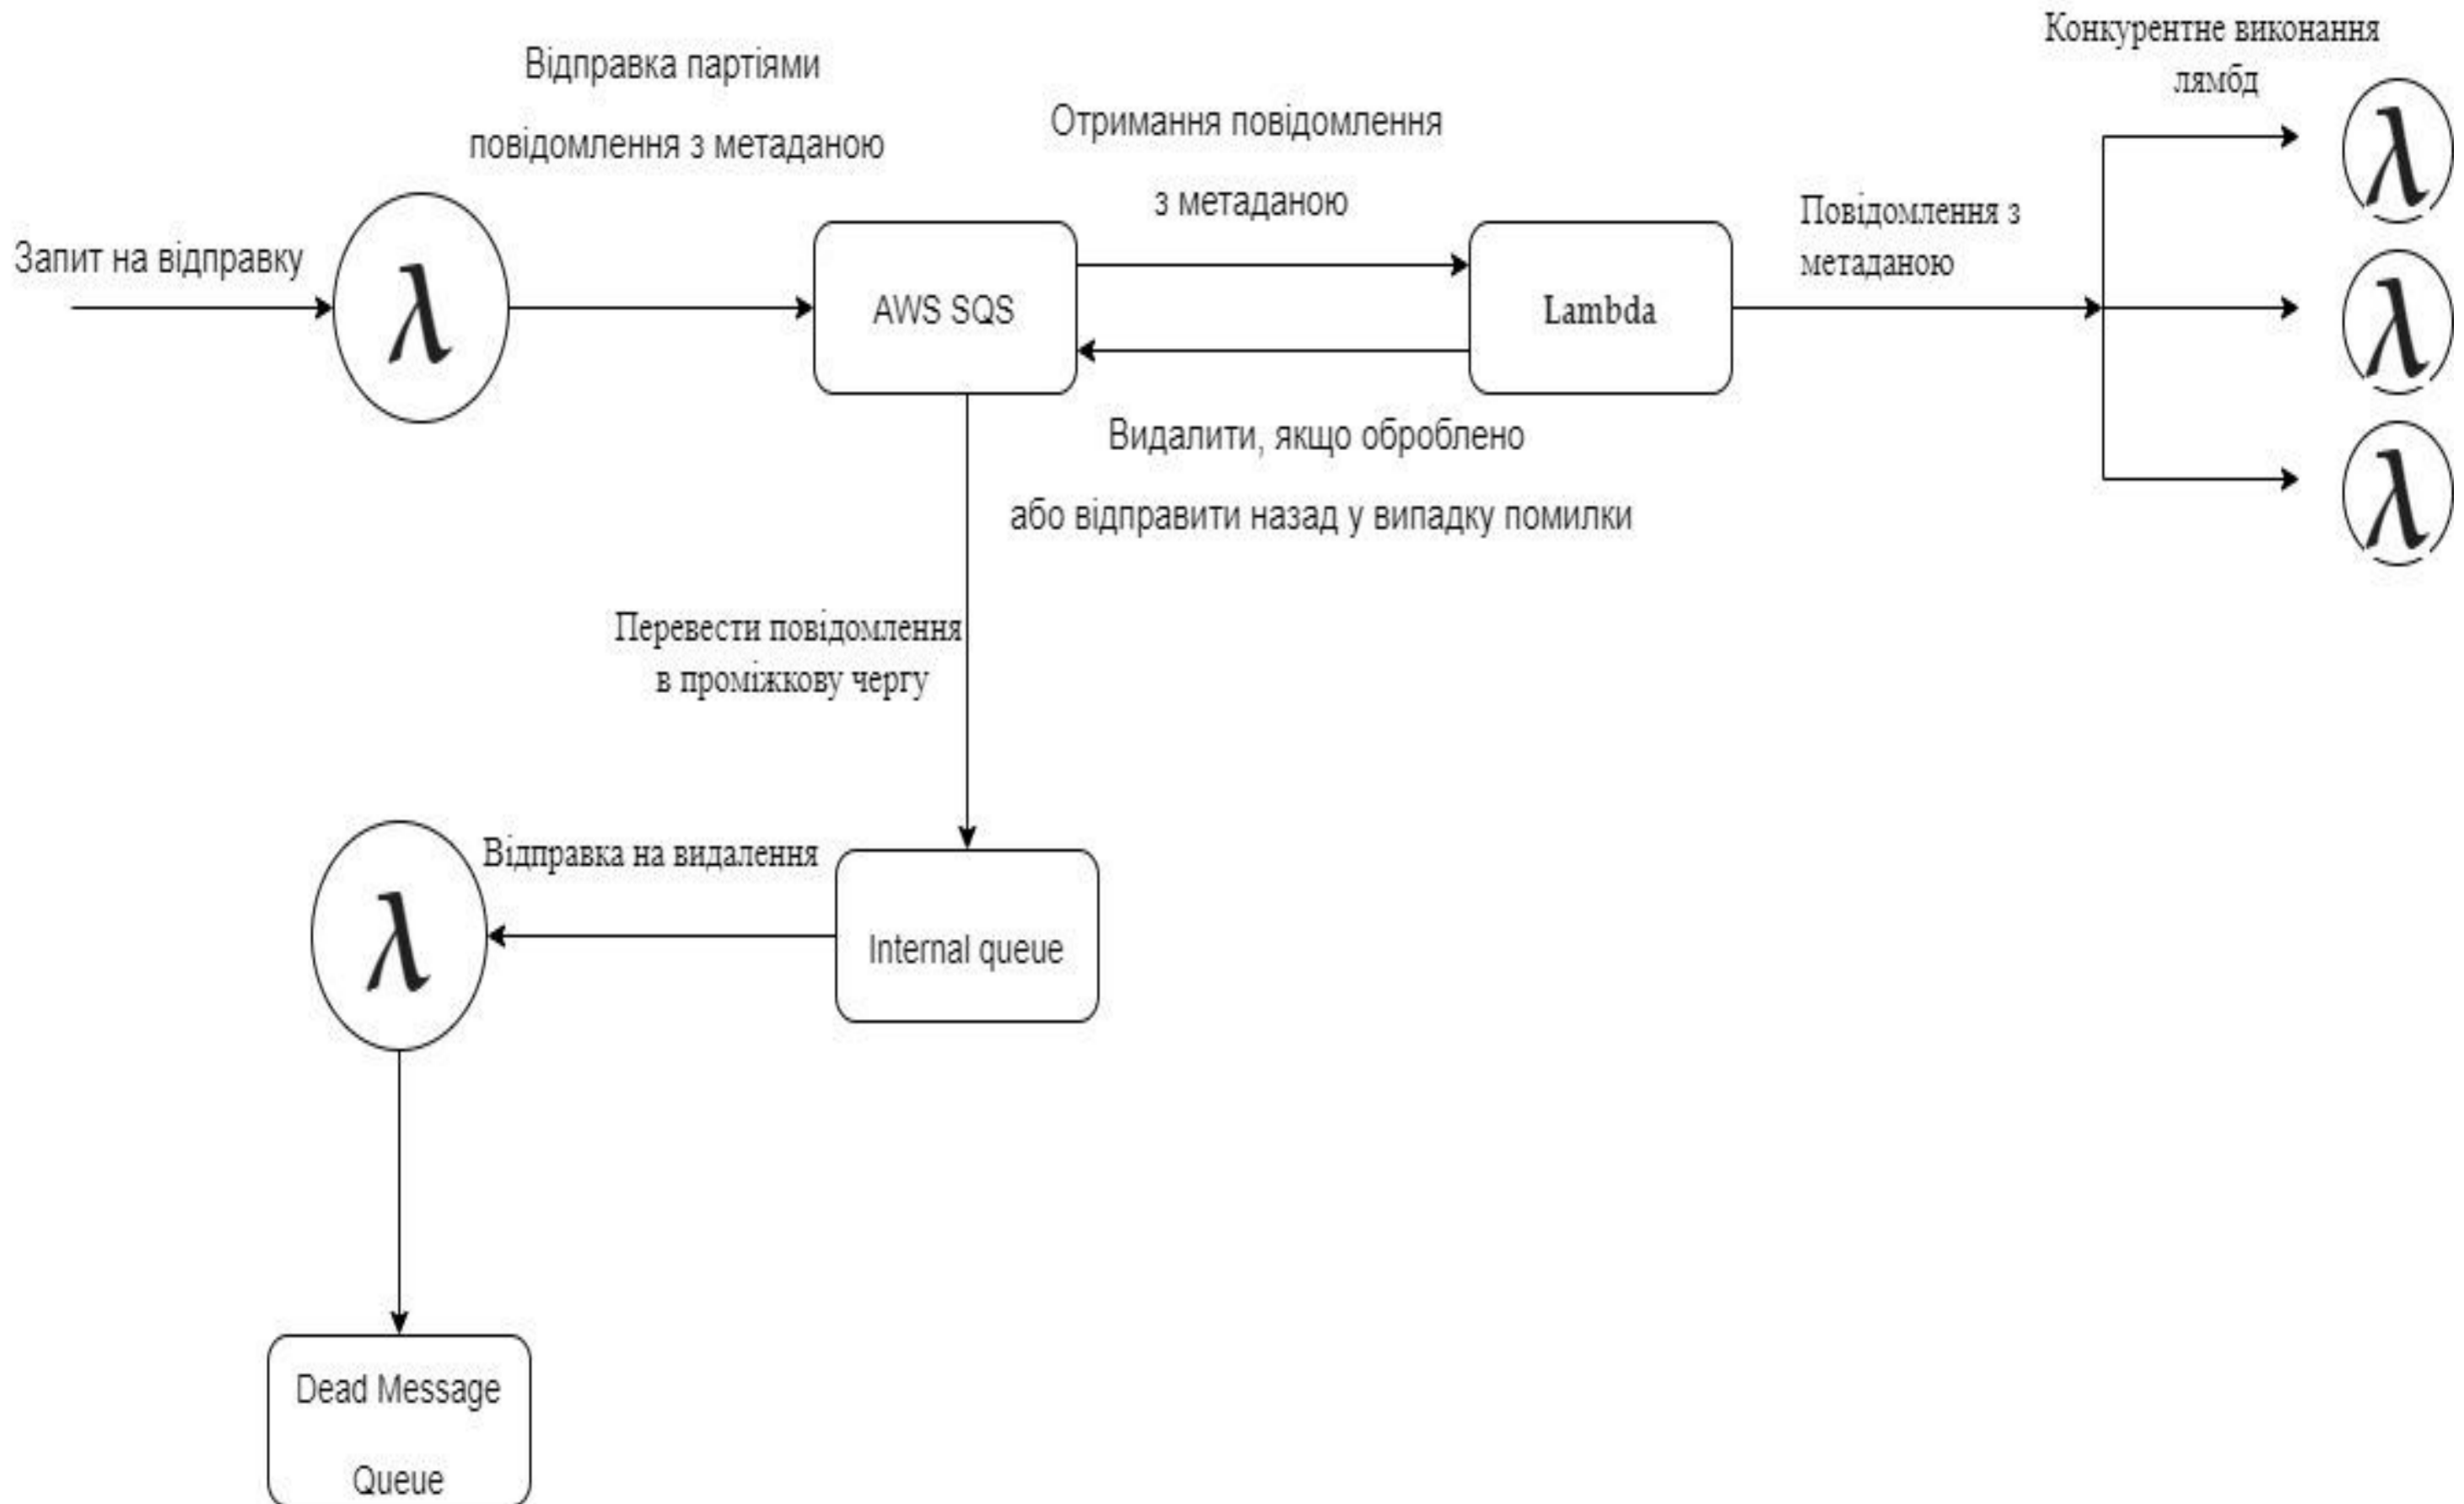 Конкурентне виконання
лямбд
Відправка партіями
повідомлення з метаданою
Отримання повідомлення
з метаданою
Повідомлення з
метаданою
Запит на відправку
λ
AWS SQS
Lambda
λ
λ
λ
Видалити, якщо оброблено
або відправити назад у випадку помилки
Перевести повідомлення
в проміжкову чергу
Відправка на видалення
λ
Internal queue
Dead Message
Queue